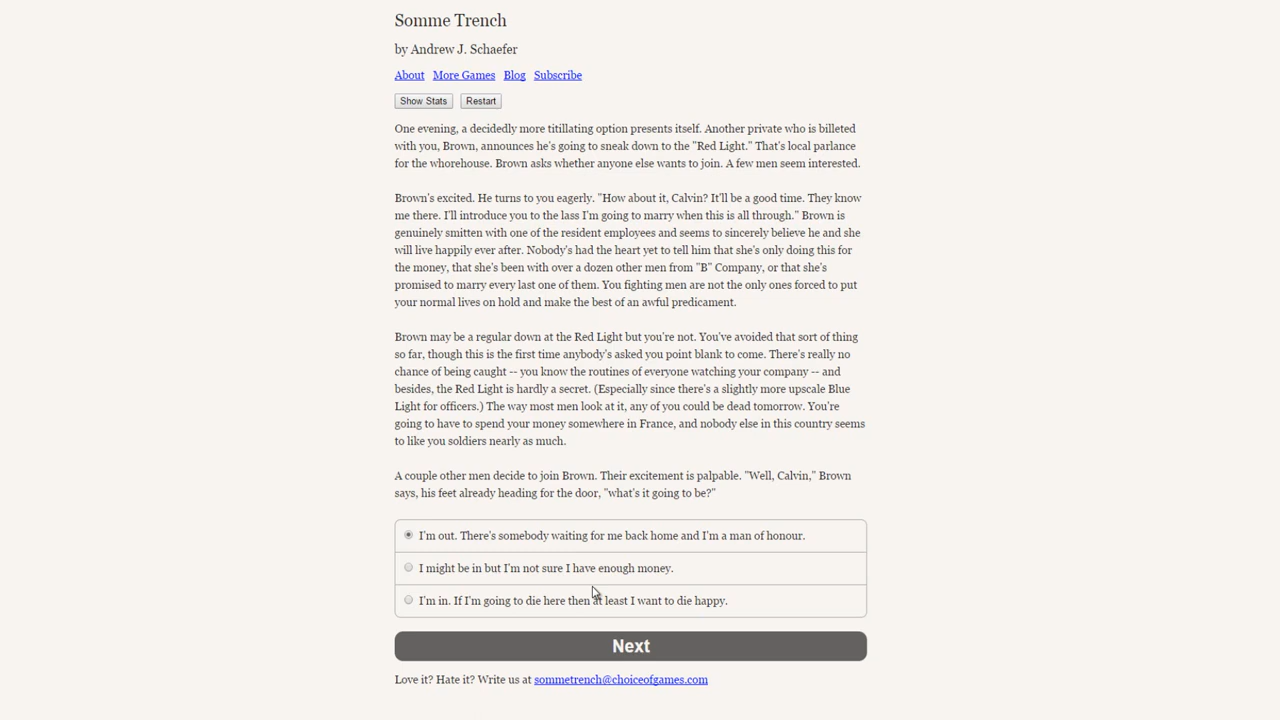 Somme Trench
by Andrew J. Schaefer
About More Games Blog Subscribe
Show Stats Restart
One evening, a decidedly more titillating option presents itself. Another private who is billeted
with you, Brown, announces he's going to sneak down to the "Red Light." That's local parlance
for the whorehouse. Brown asks whether anyone else wants to join. A few men seem interested.
Brown's excited. He turns to you eagerly. "How about it, Calvin? It'll be a good time. They know
me there. I'll introduce you to the lass I'm going to marry when this is all through." Brown is
genuinely smitten with one of the resident employees and seems to sincerely believe he and she
will live happily ever after. Nobody's had the heart yet to tell him that she's only doing this for
the money, that she's been with over a dozen other men from "B" Company, or that she's
promised to marry every last one of them. You fighting men are not the only ones forced to put
your normal lives on hold and make the best of an awful predicament.
Brown may be a regular down at the Red Light but you're not. You've avoided that sort of thing
so far, though this is the first time anybody's asked you point blank to come. There's really no
chance of being caught -- you know the routines of everyone watching your company -- and
besides, the Red Light is hardly a secret. (Especially since there's a slightly more upscale Blue
Light for officers.) The way most men look at it, any of you could be dead tomorrow. You're
going to have to spend your money somewhere in France, and nobody else in this country seems
to like you soldiers nearly as much.
A couple other men decide to join Brown. Their excitement is palpable. "Well, Calvin," Brown
says, his feet already heading for the door, "what's it going to be?"
I'm out. There's somebody waiting for me back home and I'm a man of honour.
I might be in but I'm not sure I have enough money.
I'm in. If I'm going to die here then at least I want to die happy.
Next
Love it? Hate it? Write us at sommetrench@choiceofgames.com